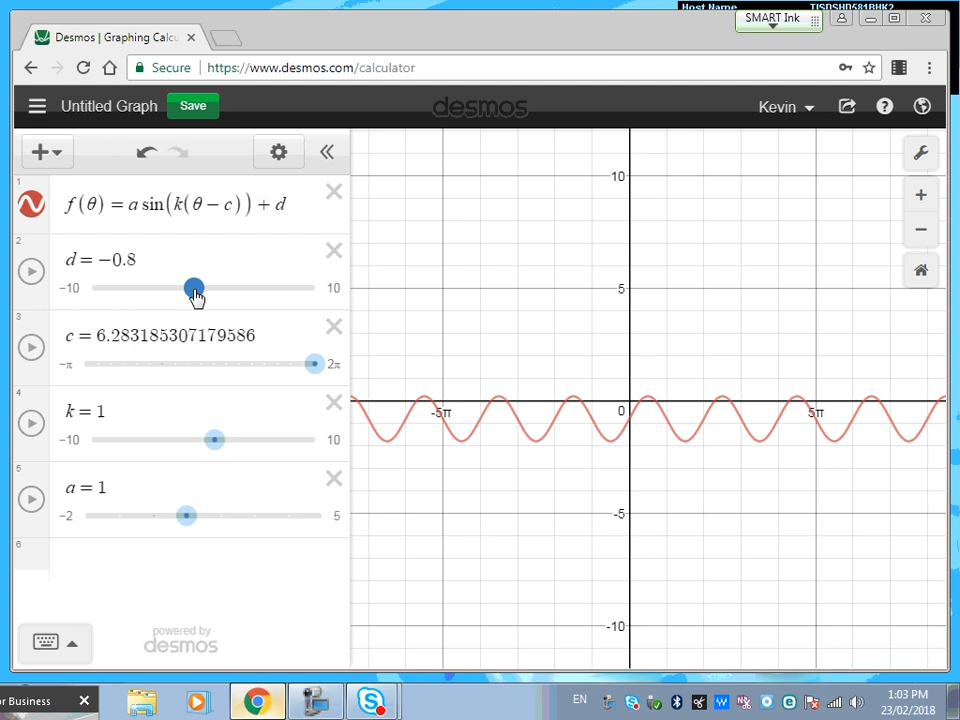 Host Name TISDSHD581BHK2
SMART Ink
Desmos | Graphing Calcu
Secure https://www.desmos.com/calculator
Untitled Graph Save desmos Kevin
1
f(θ) = a sin(k(θ − c)) + d
2
d = −0.8
-10 10
3
c = 6.283185307179586
-π 2π
4
k = 1
-10 10
5
a = 1
-2 5
6
powered by
desmos
10
5
-5π 0 5π
-5
-10
or Business
EN
1:03 PM
23/02/2018